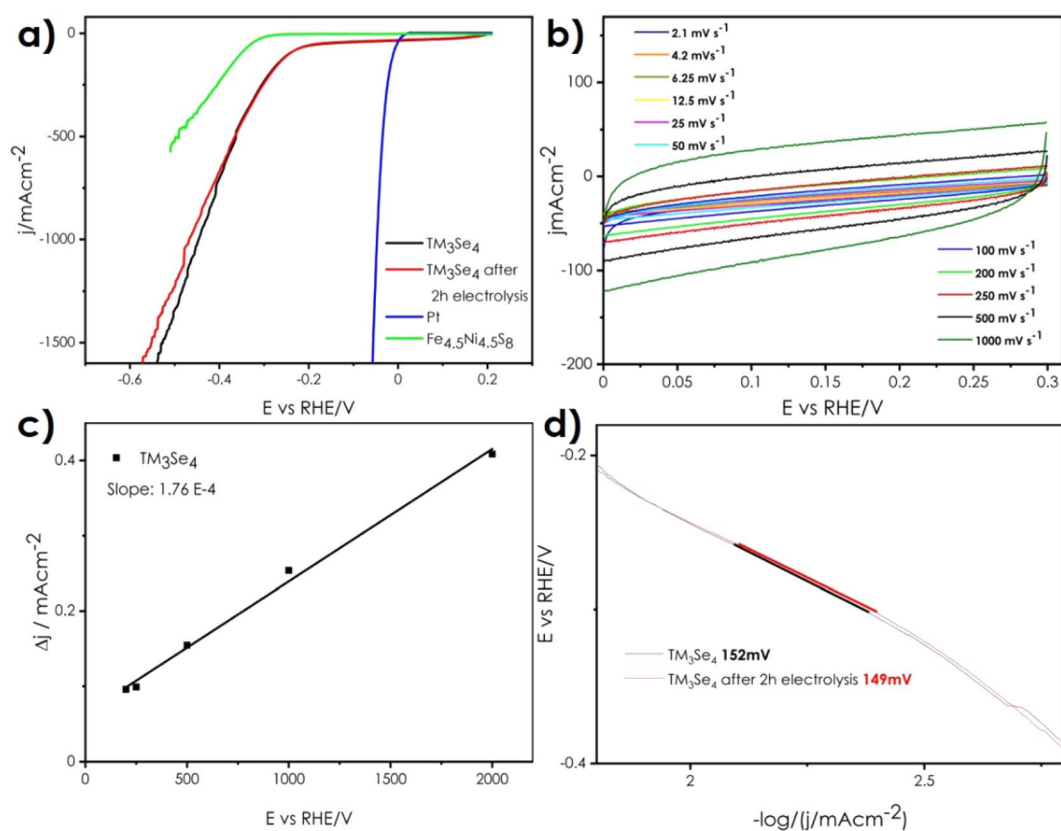 a)
0
-500
-1000
-1500
j/mAcm-2
-0.6
-0.4
-0.2
0
0.2
E vs RHE/V
TM3Se4
TM3Se4 after
2h electrolysis
Pt
Fe4.5Ni4.5S8
b)
100
0
-100
-200
jmAcm-2
2.1 mV s-1
4.2 mVs-1
6.25 mV s-1
12.5 mV s-1
25 mV s-1
50 mV s-1
100 mV s-1
200 mV s-1
250 mV s-1
500 mV s-1
1000 mV s-1
0
0.05
0.1
0.15
0.2
0.25
0.3
E vs RHE/V
c)
0.4
0.2
0
Δj / mAcm-2
TM3Se4
Slope: 1.76 E-4
500
1000
1500
2000
E vs RHE/V
d)
-0.2
-0.4
E vs RHE/V
TM3Se4 152mV
TM3Se4 after 2h electrolysis 149mV
2
2.5
-log/(j/mAcm-2)